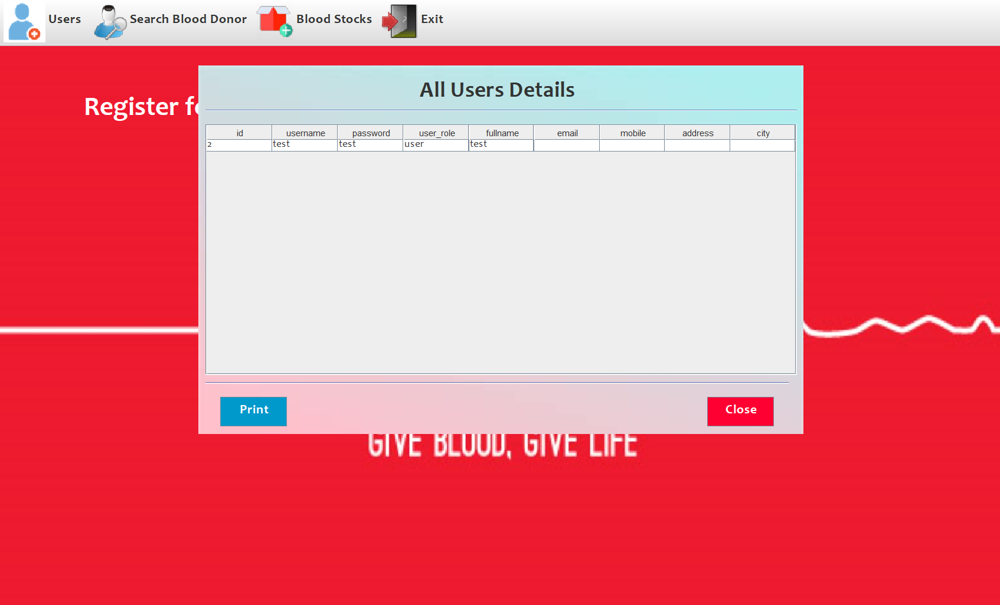 Users Search Blood Donor Blood Stocks Exit
All Users Details
Register
id username password user_role fullname email mobile address city
2 test test user test
Print Close
GIVE BLOOD, GIVE LIFE